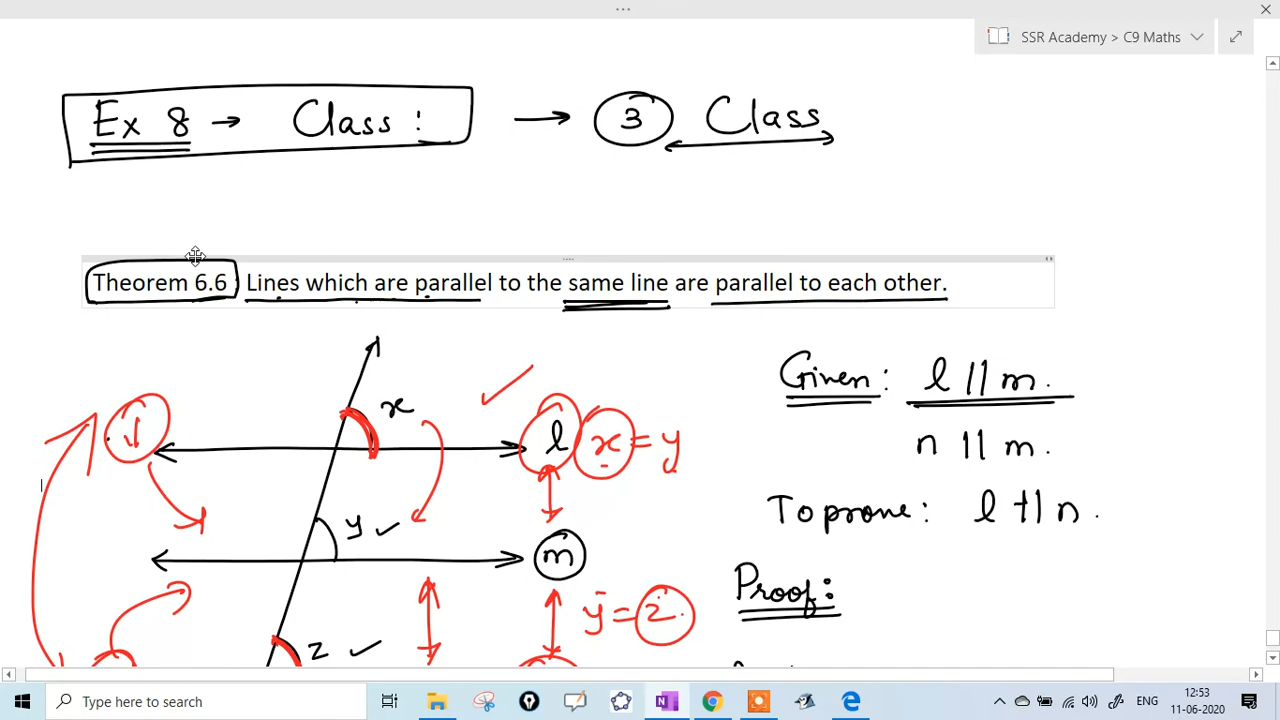 SSR Academy > C9 Maths
Ex 8 → Class : → 3 Class
Theorem 6.6 : Lines which are parallel to the same line are parallel to each other.
Given : l || m.
n || m.
To prove : l || n.
Proof :
x
l x = y
y ✓
m
y = z
z ✓
Type here to search
12:53
11-06-2020